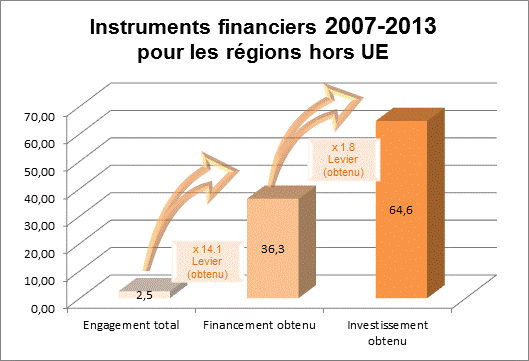 Instruments financiers 2007-2013
pour les régions hors UE
70,00
60,00
50,00
40,00
30,00
20,00
10,00
0,00
x 14.1
Levier
(obtenu)
x 1.8
Levier
(obtenu)
2,5
36,3
64,6
Engagement total
Financement obtenu
Investissement
obtenu